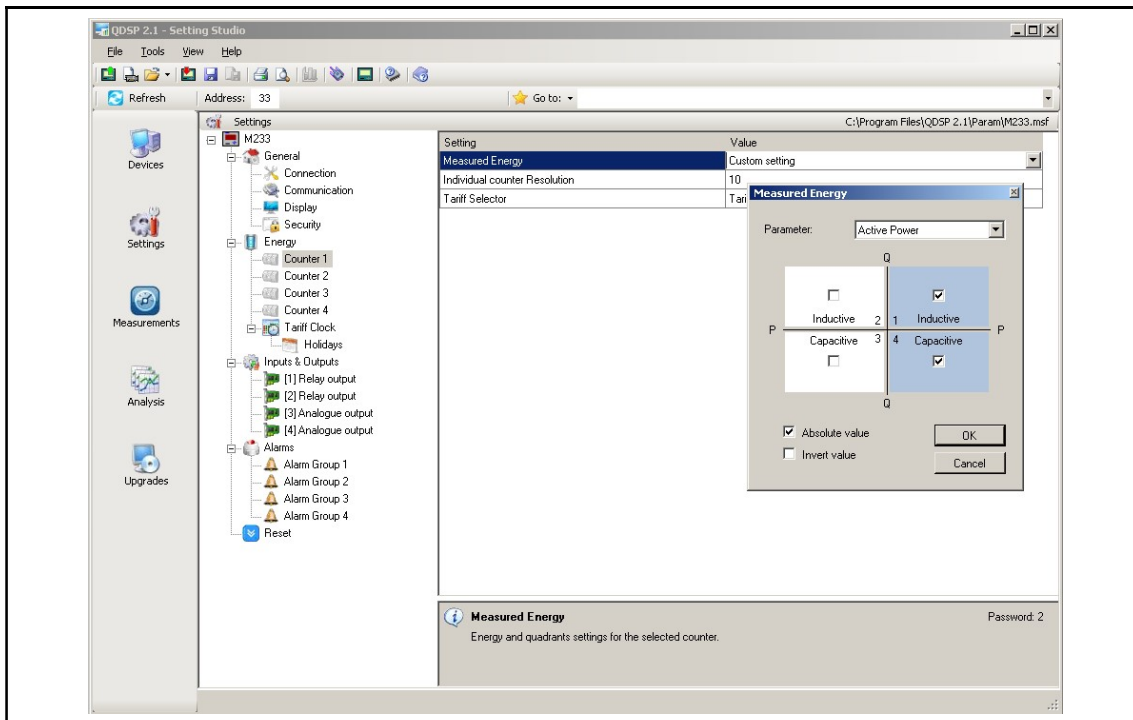 QDSP 2.1 - Setting Studio
File Tools View Help
Refresh Address: 33 Go to:
Settings C:\Program Files\QDSP 2.1\Param\M233.msf
Devices
Settings
Measurements
Analysis
Upgrades
M233
General
Connection
Communication
Display
Security
Energy
Counter 1
Counter 2
Counter 3
Counter 4
Tariff Clock
Holidays
Inputs & Outputs
[1] Relay output
[2] Relay output
[3] Analogue output
[4] Analogue output
Alarms
Alarm Group 1
Alarm Group 2
Alarm Group 3
Alarm Group 4
Reset
Setting Value
Measured Energy Custom setting
Individual counter Resolution 10
Tariff Selector Tari
Measured Energy
Parameter: Active Power
Q
Inductive 2 1 Inductive
P P
Capacitive 3 4 Capacitive
Q
Absolute value OK
Invert value Cancel
Measured Energy Password: 2
Energy and quadrants settings for the selected counter.